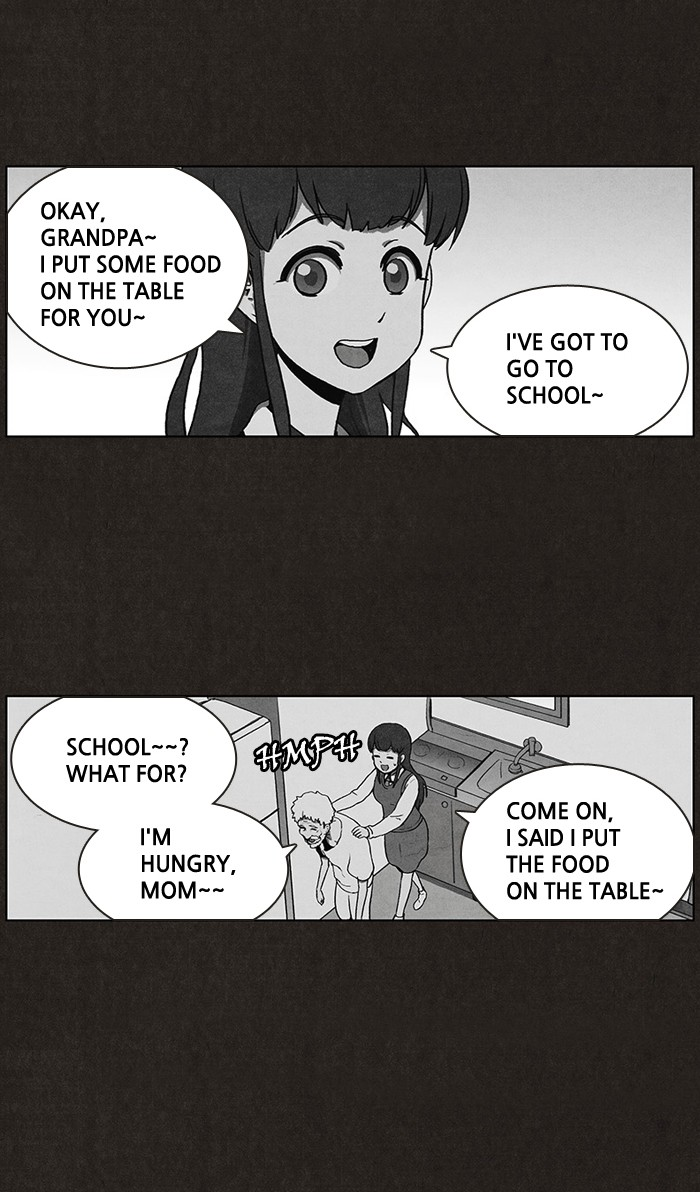 OKAY,
GRANDPA~
I PUT SOME FOOD
ON THE TABLE
FOR YOU~
I'VE GOT TO
GO TO
SCHOOL~
SCHOOL~~?
WHAT FOR?
HMPH
I'M
HUNGRY,
MOM~~
COME ON,
I SAID I PUT
THE FOOD
ON THE TABLE~